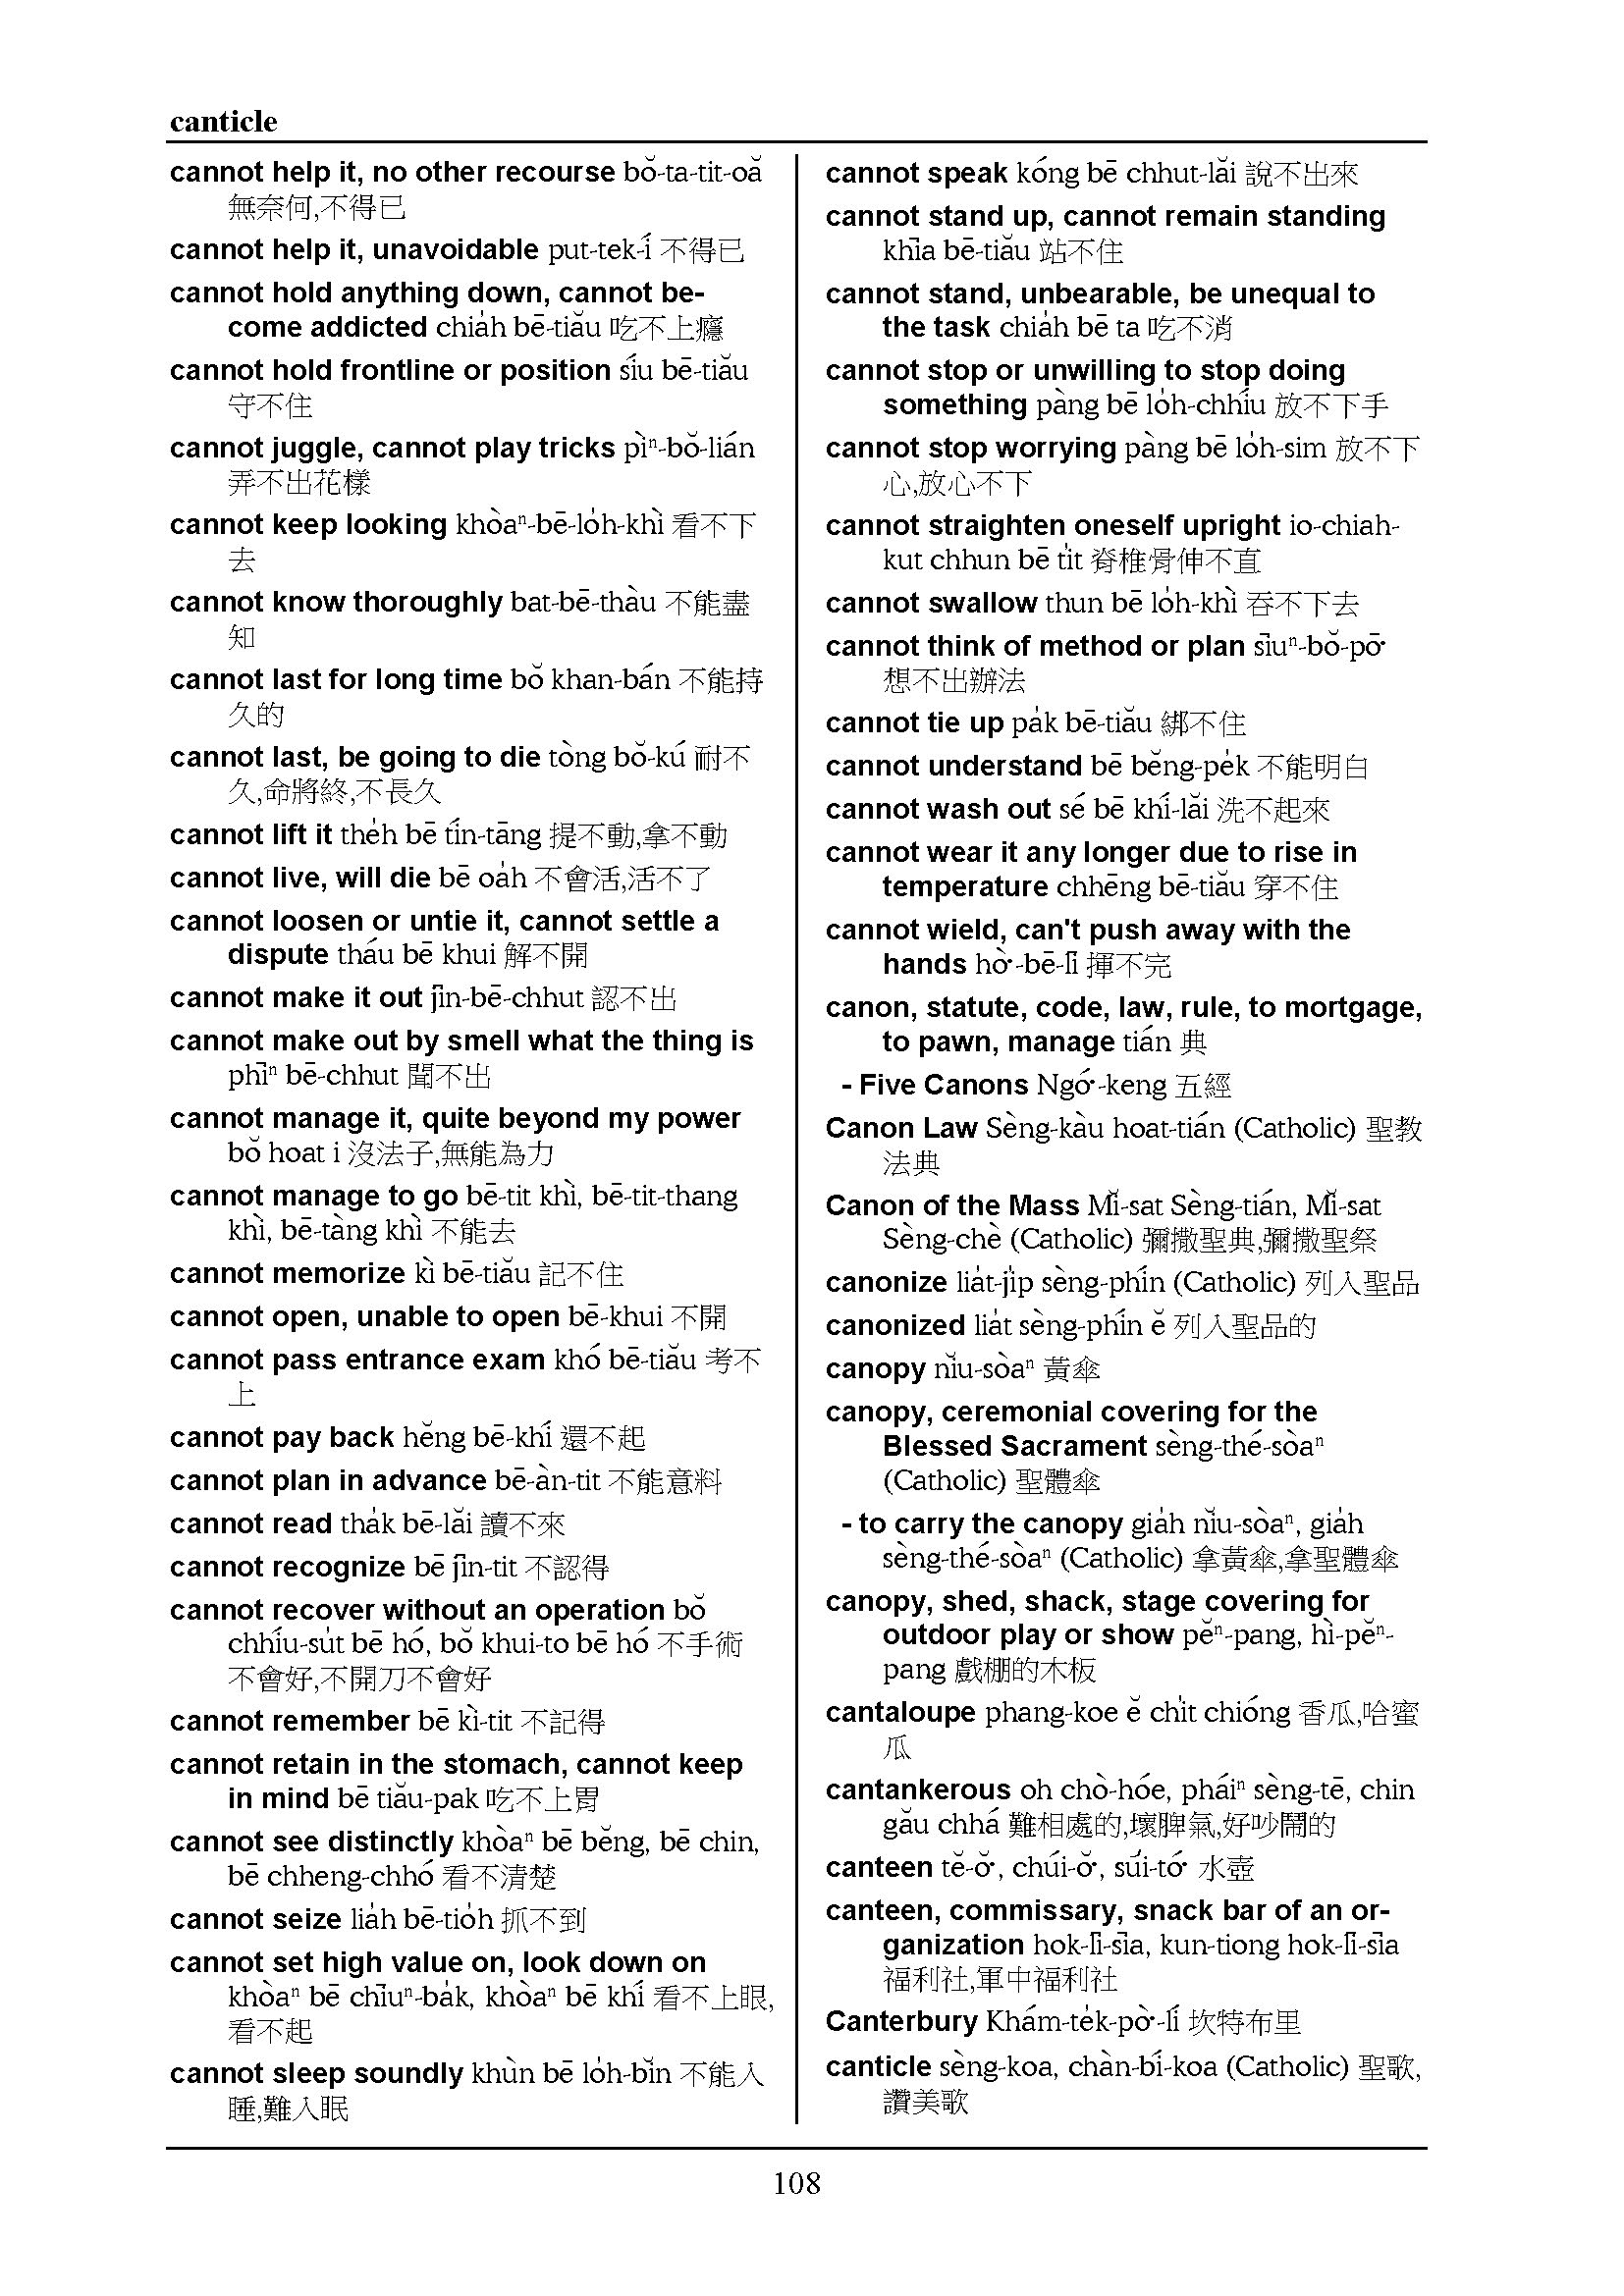 canticle
cannot help it, no other recourse bŏ-ta-tit-oă
無奈何,不得已
cannot help it, unavoidable put-tek-í 不得已
cannot hold anything down, cannot be-
come addicted chia̍h bē-tiău 吃不上癮
cannot hold frontline or position síu bē-tiău
守不住
cannot juggle, cannot play tricks pìⁿ-bŏ-lián
弄不出花樣
cannot keep looking khòaⁿ-bē-lo̍h-khì 看不下
去
cannot know thoroughly bat-bē-thàu 不能盡
知
cannot last for long time bŏ khan-bán 不能持
久的
cannot last, be going to die tòng bŏ-kú 耐不
久,命將終,不長久
cannot lift it the̍h bē tín-tāng 提不動,拿不動
cannot live, will die bē oa̍h 不會活,活不了
cannot loosen or untie it, cannot settle a
dispute tháu bē khui 解不開
cannot make it out jīn-bē-chhut 認不出
cannot make out by smell what the thing is
phīⁿ bē-chhut 聞不出
cannot manage it, quite beyond my power
bŏ hoat i 沒法子,無能為力
cannot manage to go bē-tit khì, bē-tit-thang
khì, bē-tàng khì 不能去
cannot memorize kì bē-tiău 記不住
cannot open, unable to open bē-khui 不開
cannot pass entrance exam khó bē-tiău 考不
上
cannot pay back hĕng bē-khí 還不起
cannot plan in advance bē-àn-tit 不能意料
cannot read tha̍k bē-lăi 讀不來
cannot recognize bē jīn-tit 不認得
cannot recover without an operation bŏ
chhíu-su̍t bē hó, bŏ khui-to bē hó 不手術
不會好,不開刀不會好
cannot remember bē kì-tit 不記得
cannot retain in the stomach, cannot keep
in mind bē tiău-pak 吃不上胃
cannot see distinctly khòaⁿ bē bĕng, bē chin,
bē chheng-chhó 看不清楚
cannot seize lia̍h bē-tio̍h 抓不到
cannot set high value on, look down on
khòaⁿ bē chīuⁿ-ba̍k, khòaⁿ bē khí 看不上眼,
看不起
cannot sleep soundly khùn bē lo̍h-bĭn 不能入
睡,難入眠
cannot speak kóng bē chhut-lăi 說不出來
cannot stand up, cannot remain standing
khīa bē-tiău 站不住
cannot stand, unbearable, be unequal to
the task chia̍h bē ta 吃不消
cannot stop or unwilling to stop doing
something pàng bē lo̍h-chhíu 放不下手
cannot stop worrying pàng bē lo̍h-sim 放不下
心,放心不下
cannot straighten oneself upright io-chiah-
kut chhun bē ti̍t 脊椎骨伸不直
cannot swallow thun bē lo̍h-khì 吞不下去
cannot think of method or plan sīuⁿ-bŏ-pō͘
想不出辦法
cannot tie up pa̍k bē-tiău 綁不住
cannot understand bē bĕng-pe̍k 不能明白
cannot wash out sé bē khí-lăi 洗不起來
cannot wear it any longer due to rise in
temperature chhēng bē-tiău 穿不住
cannot wield, can't push away with the
hands hò͘-bē-lī 揮不完
canon, statute, code, law, rule, to mortgage,
to pawn, manage tián 典
- Five Canons Ngó͘-keng 五經
Canon Law Sèng-kàu hoat-tián (Catholic) 聖教
法典
Canon of the Mass Mĭ-sat Sèng-tián, Mĭ-sat
Sèng-chè (Catholic) 彌撒聖典,彌撒聖祭
canonize lia̍t-ji̍p sèng-phín (Catholic) 列入聖品
canonized lia̍t sèng-phín ĕ 列入聖品的
canopy nĭu-sòaⁿ 黃傘
canopy, ceremonial covering for the
Blessed Sacrament sèng-thé-sòaⁿ
(Catholic) 聖體傘
- to carry the canopy gia̍h nĭu-sòaⁿ, gia̍h
sèng-thé-sòaⁿ (Catholic) 拿黃傘,拿聖體傘
canopy, shed, shack, stage covering for
outdoor play or show pĕⁿ-pang, hì-pĕⁿ-
pang 戲棚的木板
cantaloupe phang-koe ĕ chi̍t chióng 香瓜,哈蜜
瓜
cantankerous oh chò-hóe, pháiⁿ sèng-tē, chin
gău chhá 難相處的,壞脾氣,好吵鬧的
canteen tĕ-ŏ͘, chúi-ŏ͘, súi-tó͘ 水壺
canteen, commissary, snack bar of an or-
ganization hok-lī-sīa, kun-tiong hok-lī-sīa
福利社,軍中福利社
Canterbury Khám-te̍k-pò͘-lí 坎特布里
canticle sèng-koa, chàn-bí-koa (Catholic) 聖歌,
讚美歌
108